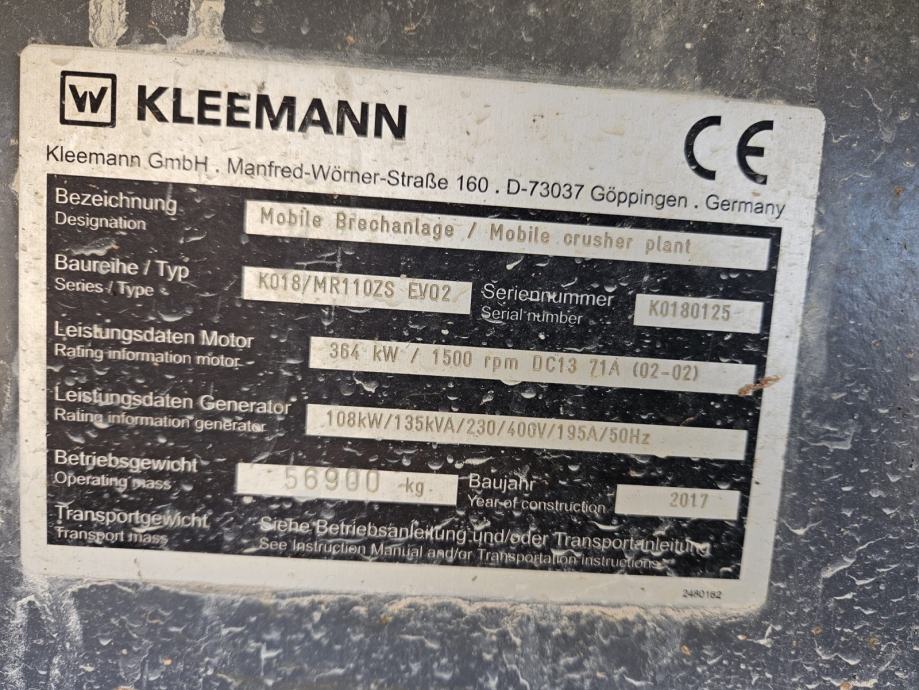 W KLEEMANN
CE
Kleemann GmbH . Manfred-Wörner-Straße 160 . D-73037 Göppingen . Germany
Bezeichnung
Designation
Mobile Brechanlage / Mobile crusher plant
Baureihe / Typ
Series / Type
K018/MR110ZS EVO2
Seriennummer
Serial number
K0180125
Leistungsdaten Motor
Rating information motor
364 kW / 1500 rpm DC13 71A (02-02)
Leistungsdaten Generator
Rating information generator
108kW/135kVA/230/400V/195A/50Hz
Betriebsgewicht
Operating mass
56900 kg
Baujahr
Year of construction
2017
Transportgewicht
Transport mass
Siehe Betriebsanleitung und/oder Transportanleitung
See Instruction Manual and/or Transportation instructions
2480162